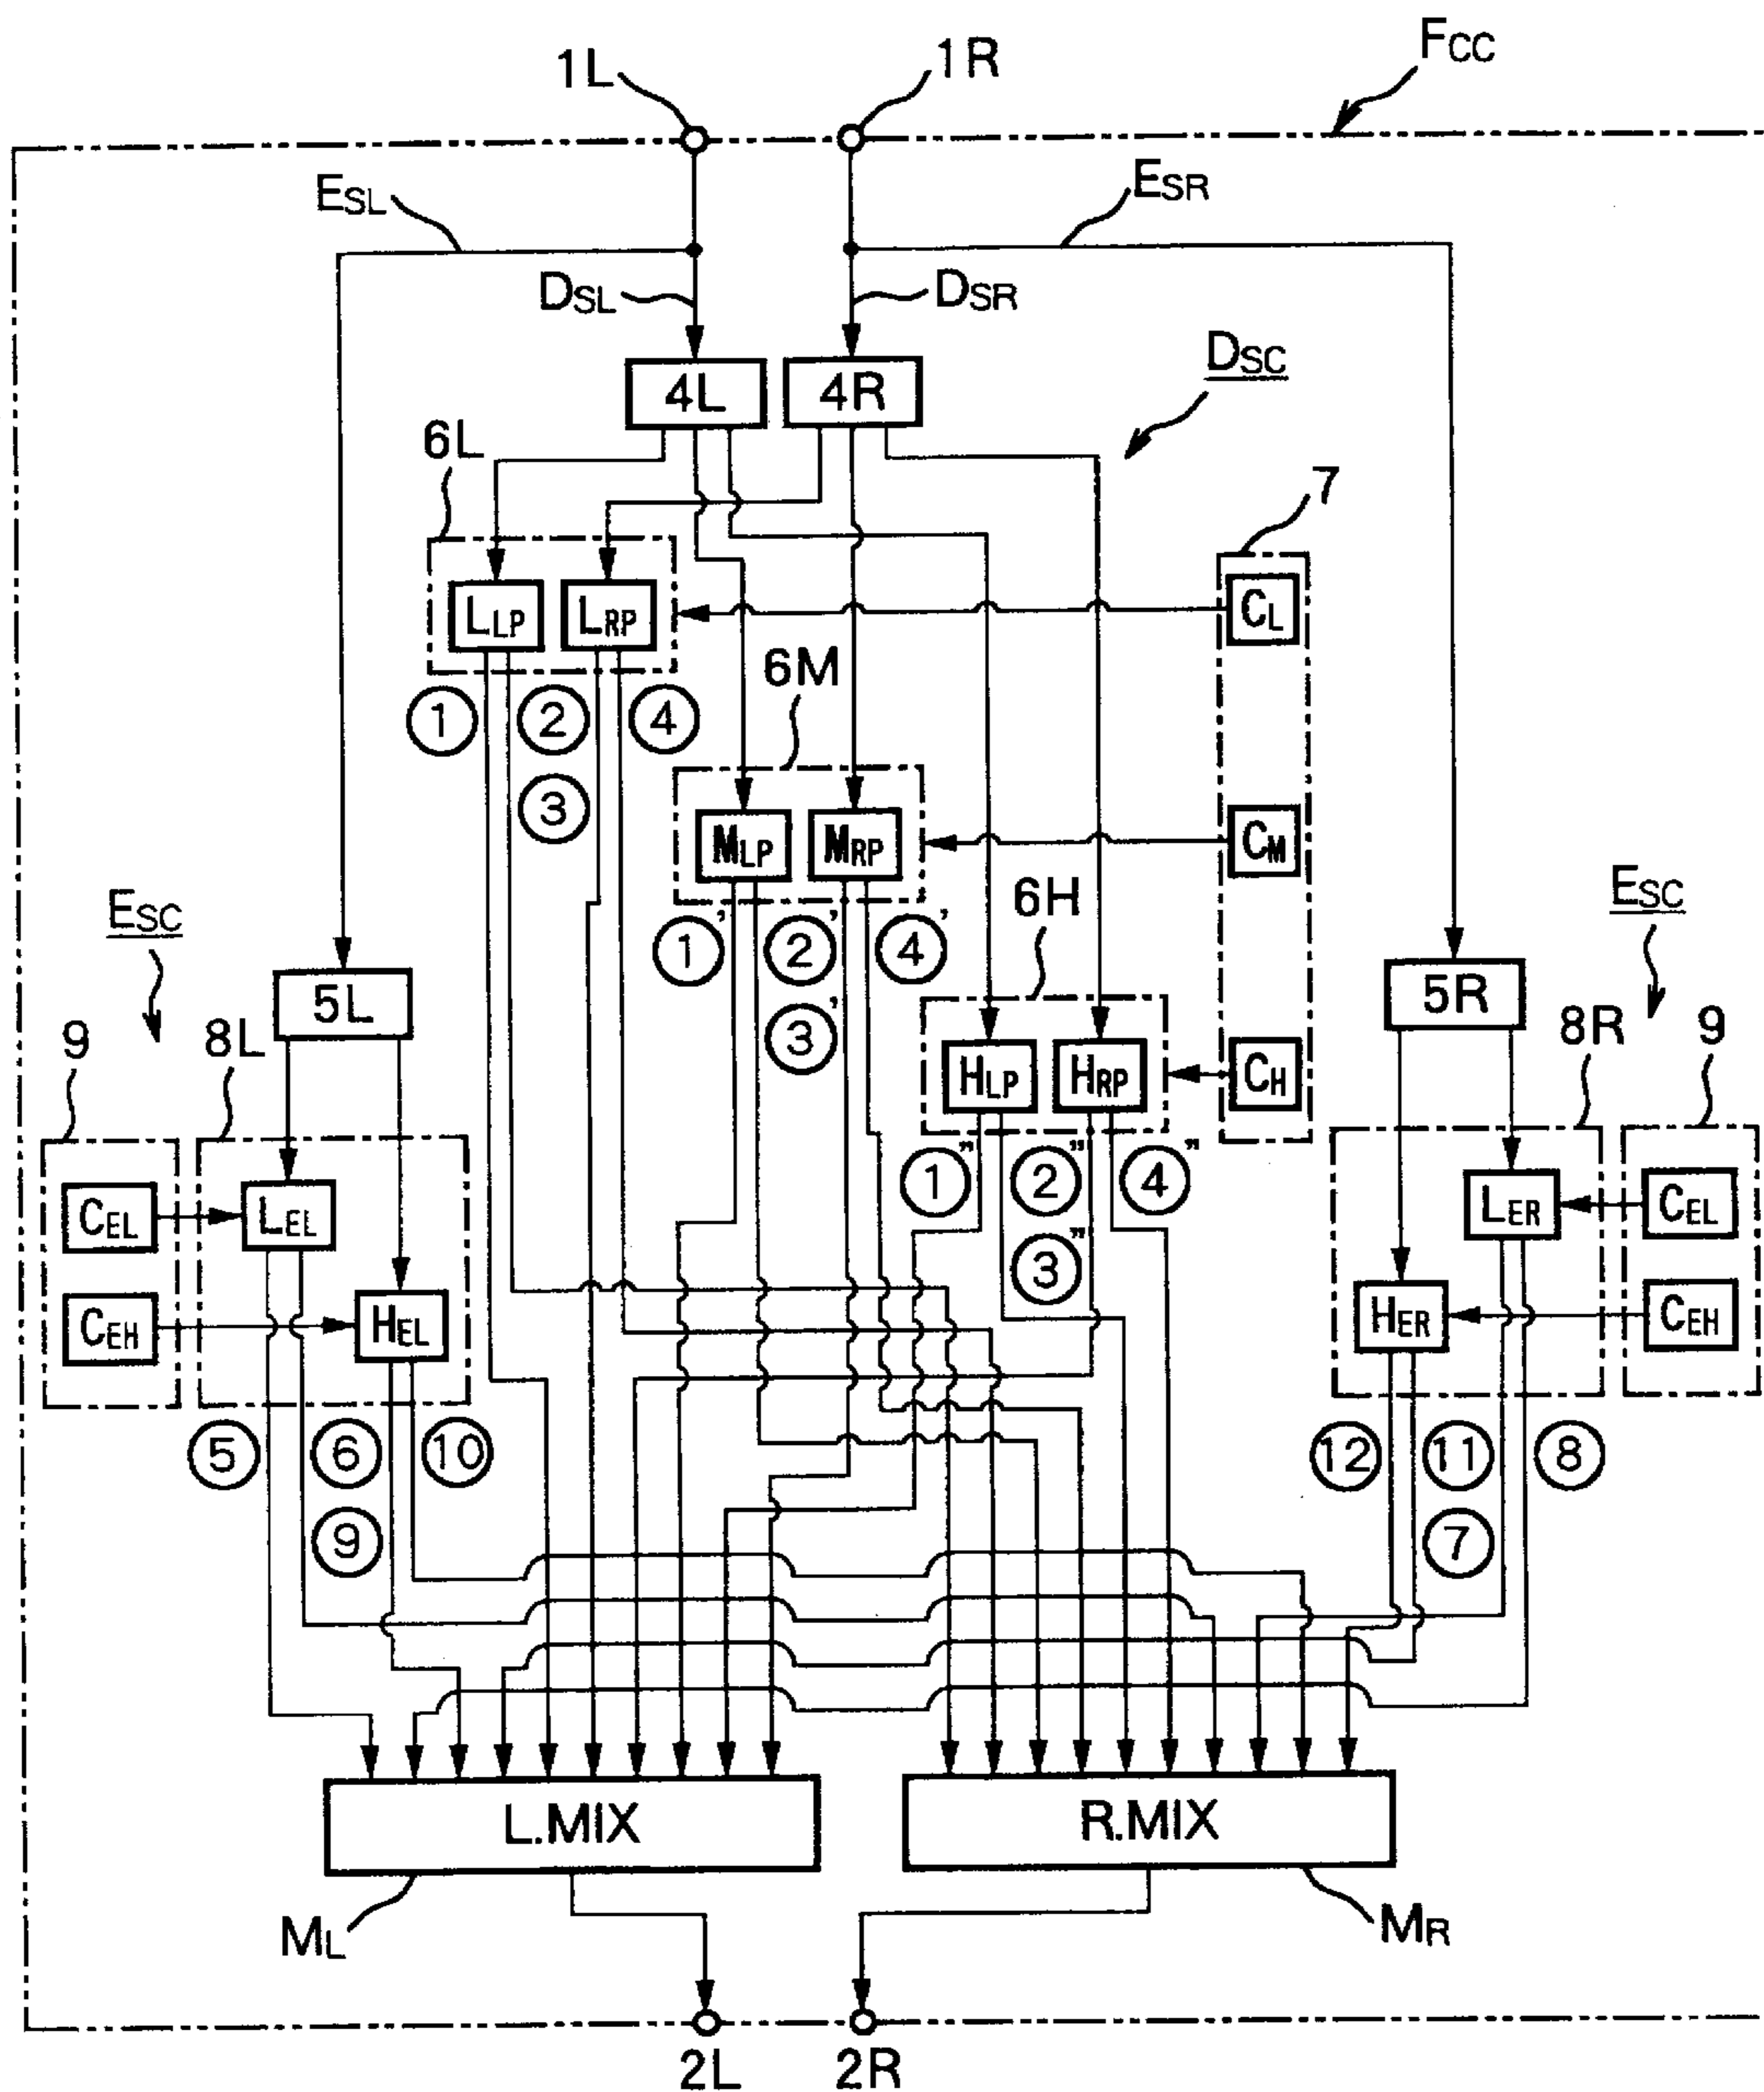 1L
1R
FCC
ESL
ESR
DSL
DSR
DSC
4L
4R
6L
7
LLP
LRP
CL
6M
①
②
④
③
MLP
MRP
CM
6H
ESC
ESC
①'
②'
④'
③'
5L
5R
9
8L
8R
9
HLP
HRP
CH
①"
②"
④"
③"
CEL
LEL
LER
CEL
CEH
HEL
HER
CEH
⑤
⑥
⑩
⑫
⑪
⑧
⑨
⑦
L.MIX
R.MIX
ML
MR
2L
2R